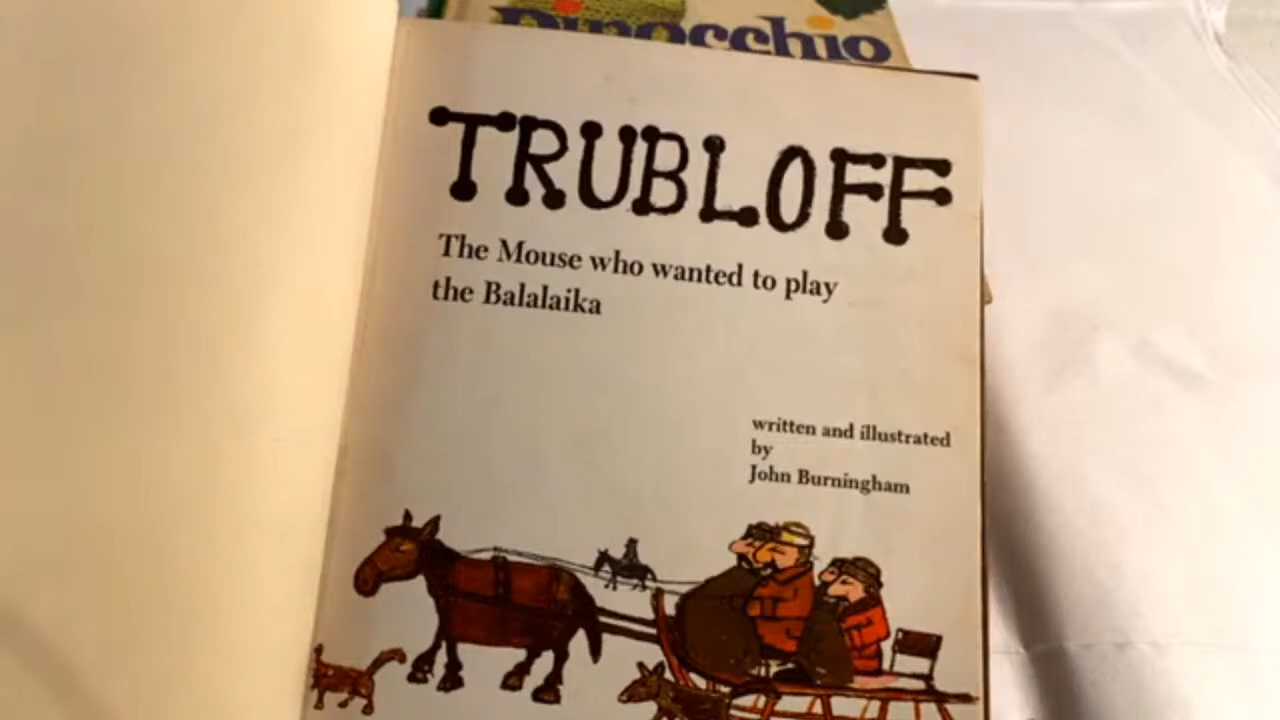 Pinocchio
TRUBLOFF
The Mouse who wanted to play
the Balalaika
written and illustrated
by
John Burningham